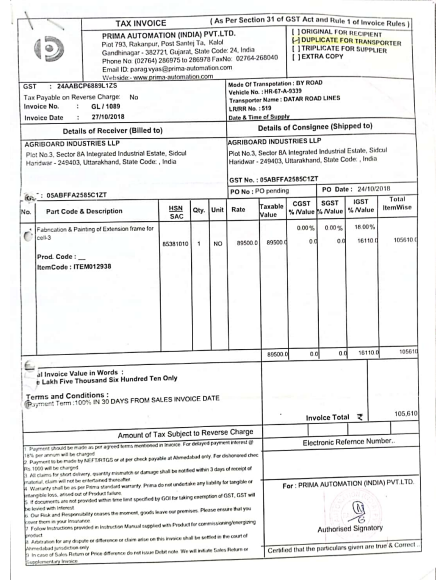 TAX INVOICE
( As Per Section 31 of GST Act and Rule 1 of Invoice Rules )
PRIMA AUTOMATION (INDIA) PVT.LTD.
Plot 793, Rakanpur, Post Santej Ta, Kalol
Gandhinagar - 382721, Gujarat, State Code: 24, India
Phone No: (02764) 286975 to 286978 FaxNo: 02764-268040
Email ID: parag.vyas@prima-automation.com
Website: www.prima-automation.com
[ ] ORIGINAL FOR RECIPIENT
DUPLICATE FOR TRANSPORTER
[ ] TRIPLICATE FOR SUPPLIER
[ ] EXTRA COPY
GST : 24AABCP6889L1ZS
Tax Payable on Reverse Charge: No
Invoice No. : GL / 1089
Invoice Date : 27/10/2018
Mode Of Transpotation : BY ROAD
Vehicle No. : HR-67-A-9339
Transporter Name : DATAR ROAD LINES
LRRR No. : 519
Date & Time of Supply
Details of Receiver (Billed to)
AGRIBOARD INDUSTRIES LLP
Plot No.3, Sector 8A Integrated Industrial Estate, Sidcul
Haridwar - 249403, Uttarakhand, State Code: , India
: 05ABFFA2585C1ZT
Details of Consignee (Shipped to)
AGRIBOARD INDUSTRIES LLP
Plot No.3, Sector 8A Integrated Industrial Estate, Sidcul
Haridwar - 249403, Uttarakhand, State Code: , India
GST No. : 05ABFFA2585C1ZT
PO No : PO pending
PO Date : 24/10/2018
No. Part Code & Description HSN SAC Qty. Unit Rate Taxable Value CGST % /Value SGST % /Value IGST % /Value Total ItemWise
Fabrication & Painting of Extension frame for
cell-3
85381010 1 NO 89500.0 89500.0 0.00 % 0.0 0.00 % 0.0 18.00 % 16110.0 105610.0
Prod. Code : __
ItemCode : ITEM012938
89500.0 0.0 0.0 16110.0 105610
al Invoice Value in Words :
e Lakh Five Thousand Six Hundred Ten Only
Terms and Conditions :
Payment Term :100% IN 30 DAYS FROM SALES INVOICE DATE
Invoice Total ₹ 105,610
Amount of Tax Subject to Reverse Charge
Electronic Refernce Number..
1 Payment should be made as per agreed terms mentioned in Invoice. For delayed payment interest @
18% per annum will be charged
2 Payment to be made by NEFT/RTGS or at per check payable at Ahmedabad only. For dishonered chec
Rs 1000 will be charged
3 All claims for short delivery, quantity mismatch or damage shall be notified within 3 days of receipt of
material, claim will not be entertained thereafter
4. Warranty shall be as per Prima standard warranty. Prima do not undertake any liability for tangible or
intangible loss, arised out of Product failure.
5. If documents are not provided within time limit specified by GOI for taking exemption of GST, GST will
be levied with Interest
6. Our Risk and Responsibility ceases the moment, goods leave our premises. Please ensure that you
cover them in your Insurance
7. Follow Instructions provided in Instruction Manual supplied with Product for commissioning/energizing
product
8. Arbitration for any dispute or difference or claim arise on this invoice shall be settled in the court of
Ahmedabad jurisdiction only
9. In case of Sales Return or Price difference do not issue Debit note. We will initiate Sales Return or
Supplementary Invoice
For : PRIMA AUTOMATION (INDIA) PVT.LTD.
Authorised Signatory
Certified that the particulars given are true & Correct ..